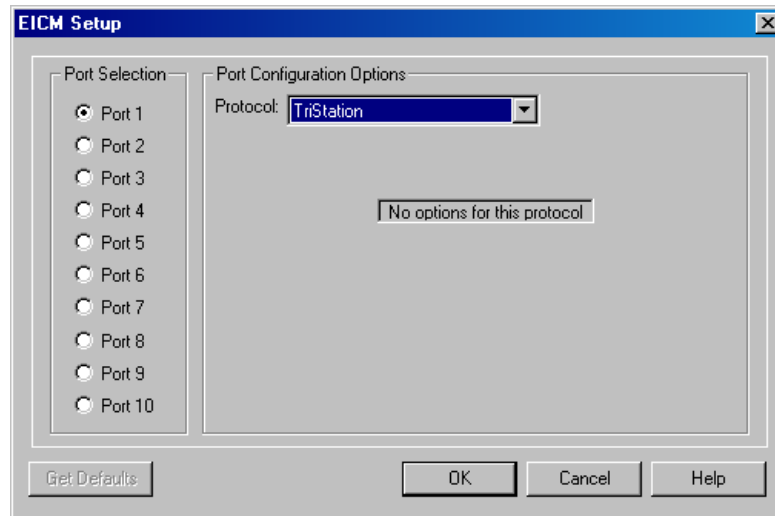 EICM Setup
Port Selection
Port 1
Port 2
Port 3
Port 4
Port 5
Port 6
Port 7
Port 8
Port 9
Port 10
Port Configuration Options
Protocol: TriStation
No options for this protocol
Get Defaults
OK
Cancel
Help